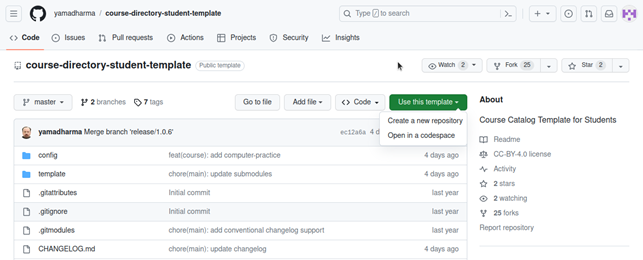 yamadharma / course-directory-student-template
Type / to search
Code Issues Pull requests Actions Projects Security Insights
course-directory-student-template Public template
Watch 2 Fork 25 Star 2
master 2 branches 7 tags Go to file Add file Code Use this template
Create a new repository
Open in a codespace
yamadharma Merge branch 'release/1.0.6' ec12a6a 4 d
config feat(course): add computer-practice 4 days ago
template chore(main): update submodules 4 days ago
.gitattributes Initial commit last year
.gitignore Initial commit last year
.gitmodules chore(main): add conventional changelog support last year
CHANGELOG.md chore(main): update changelog 4 days ago
About
Course Catalog Template for Students
Readme
CC-BY-4.0 license
Activity
2 stars
2 watching
25 forks
Report repository